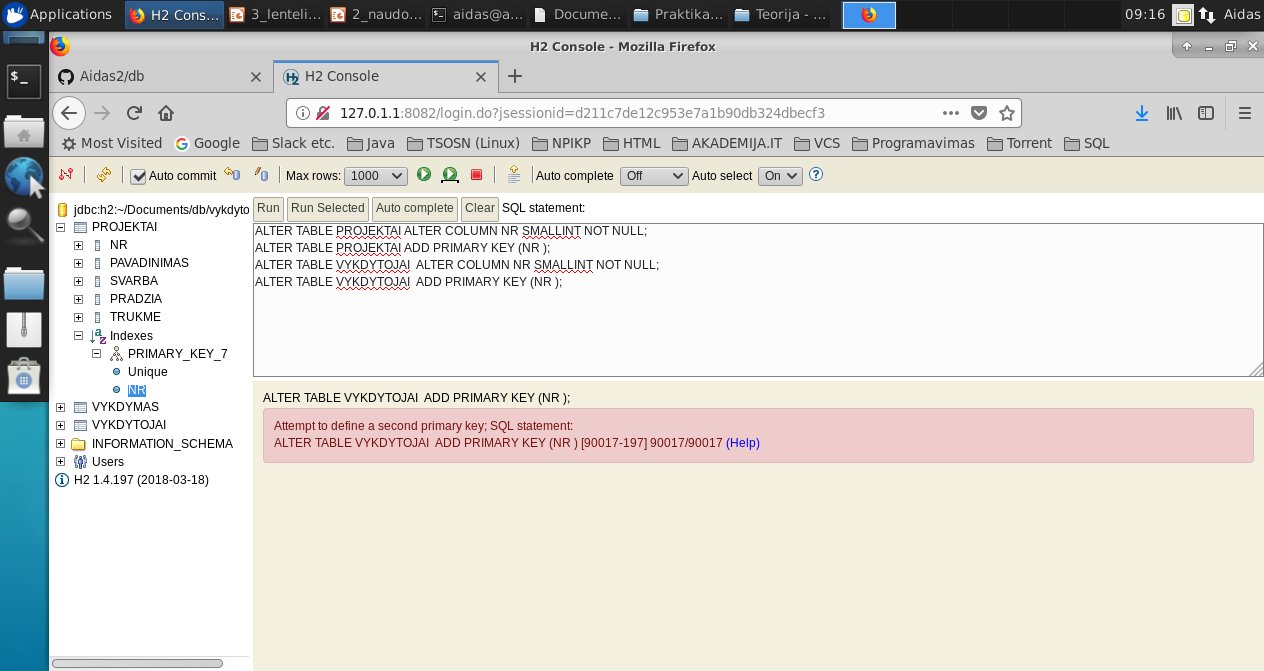 Applications H2 Cons... 3_lenteli... 2_naudo... aidas@a... Docume... Praktika... Teorija - ... 09:16 Aidas
H2 Console - Mozilla Firefox
Aidas2/db H2 Console
127.0.1.1:8082/login.do?jsessionid=d211c7de12c953e7a1b90db324dbecf3
Most Visited Google Slack etc. Java TSOSN (Linux) NPIKP HTML AKADEMIJA.IT VCS Programavimas Torrent SQL
Auto commit Max rows: 1000 Auto complete Off Auto select On
jdbc:h2:~/Documents/db/vykdyto
PROJEKTAI
NR
PAVADINIMAS
SVARBA
PRADZIA
TRUKME
Indexes
PRIMARY_KEY_7
Unique
NR
VYKDYMAS
VYKDYTOJAI
INFORMATION_SCHEMA
Users
H2 1.4.197 (2018-03-18)
Run Run Selected Auto complete Clear SQL statement:
ALTER TABLE PROJEKTAI ALTER COLUMN NR SMALLINT NOT NULL;
ALTER TABLE PROJEKTAI ADD PRIMARY KEY (NR );
ALTER TABLE VYKDYTOJAI  ALTER COLUMN NR SMALLINT NOT NULL;
ALTER TABLE VYKDYTOJAI  ADD PRIMARY KEY (NR );
ALTER TABLE VYKDYTOJAI  ADD PRIMARY KEY (NR );
Attempt to define a second primary key; SQL statement:
ALTER TABLE VYKDYTOJAI  ADD PRIMARY KEY (NR ) [90017-197] 90017/90017 (Help)